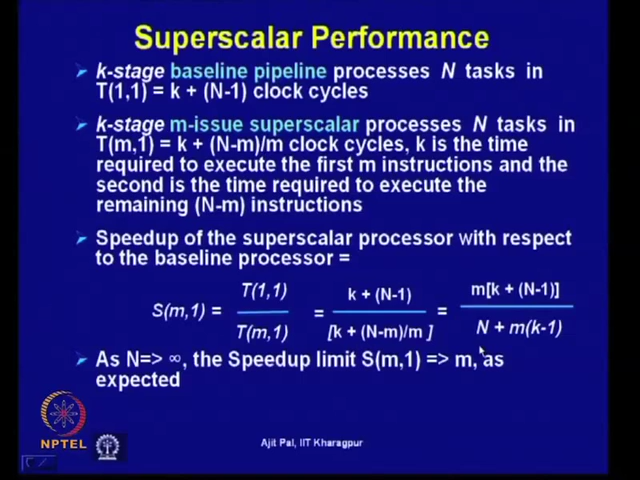 Superscalar Performance
k-stage baseline pipeline processes N tasks in
T(1,1) = k + (N-1) clock cycles
k-stage m-issue superscalar processes N tasks in
T(m,1) = k + (N-m)/m clock cycles, k is the time
required to execute the first m instructions and the
second is the time required to execute the
remaining (N-m) instructions
Speedup of the superscalar processor with respect
to the baseline processor =
S(m,1) = T(1,1) / T(m,1) = k + (N-1) / [k + (N-m)/m ] = m[k + (N-1)] / N + m(k-1)
As N=> ∞, the Speedup limit S(m,1) => m, as
expected
NPTEL
Ajit Pal, IIT Kharagpur